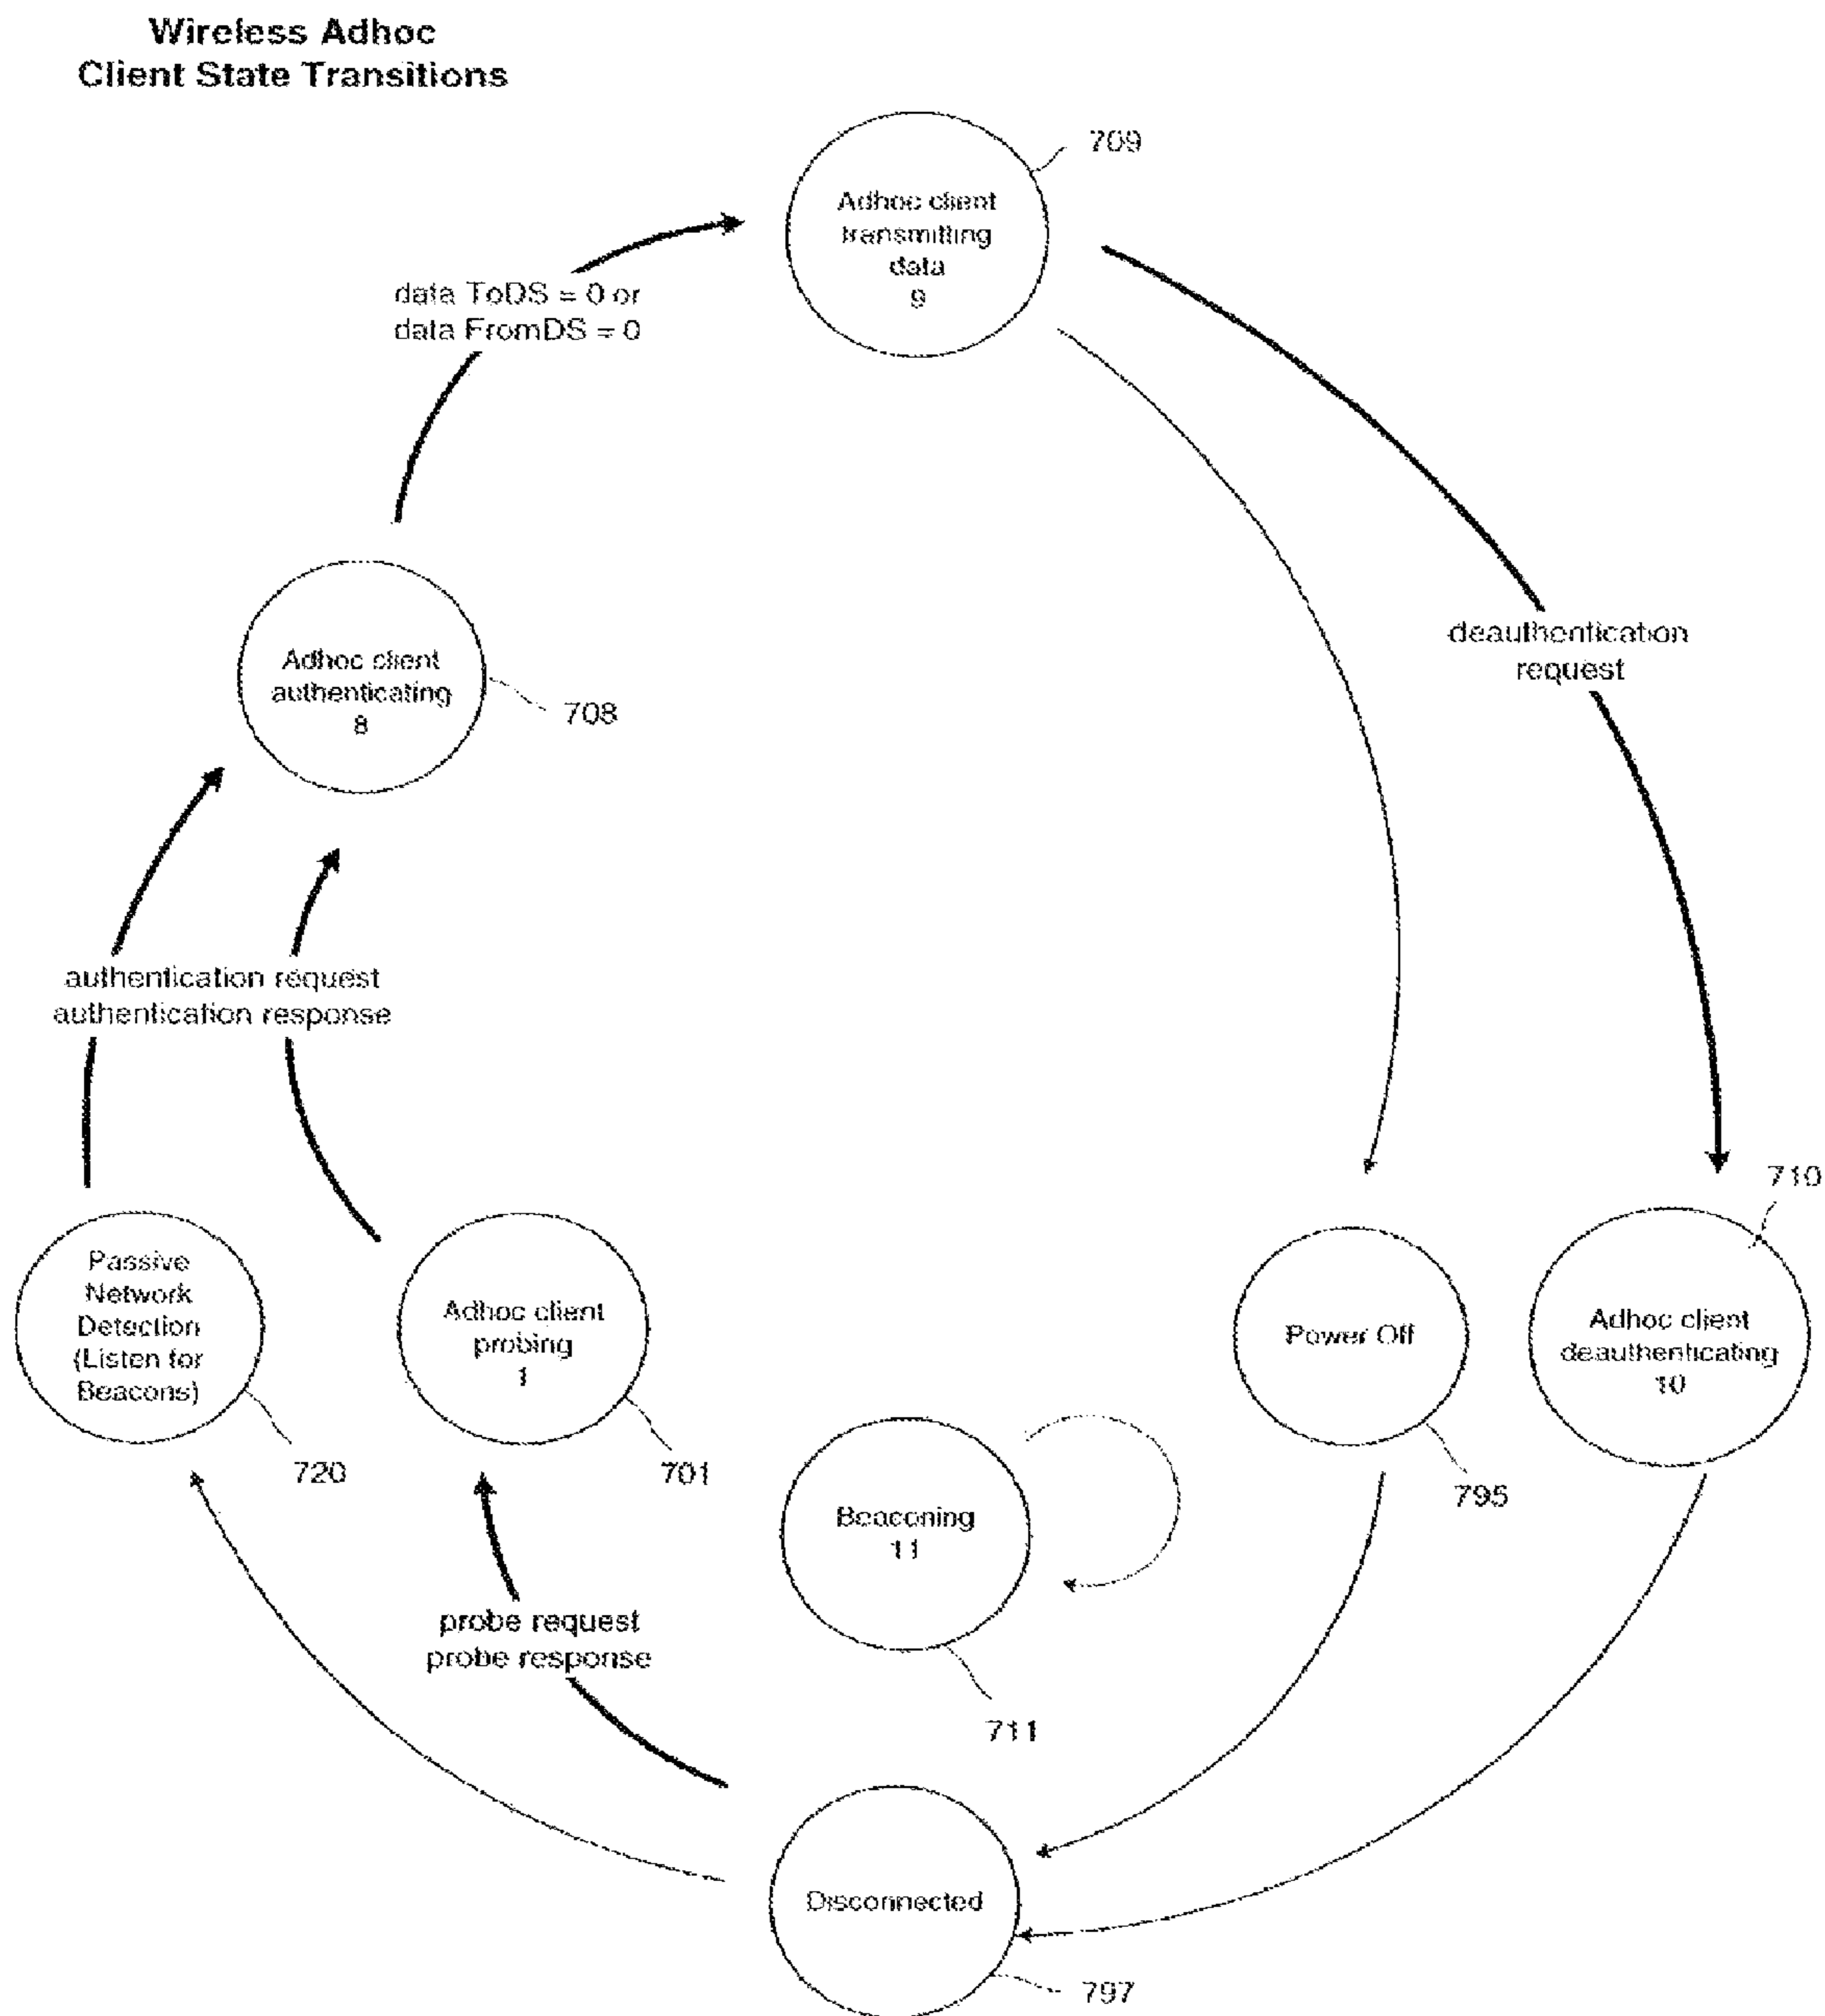 Wireless Adhoc
Client State Transitions
709
Adhoc client
transmitting
data
9
data ToDS = 0 or
data FromDS = 0
deauthentication
request
Adhoc client
authenticating
8
708
authentication request
authentication response
710
Passive
Network
Detection
(Listen for
Beacons)
720
Adhoc client
probing
1
701
Power Off
795
Adhoc client
deauthenticating
10
Beaconing
11
711
probe request
probe response
Disconnected
797